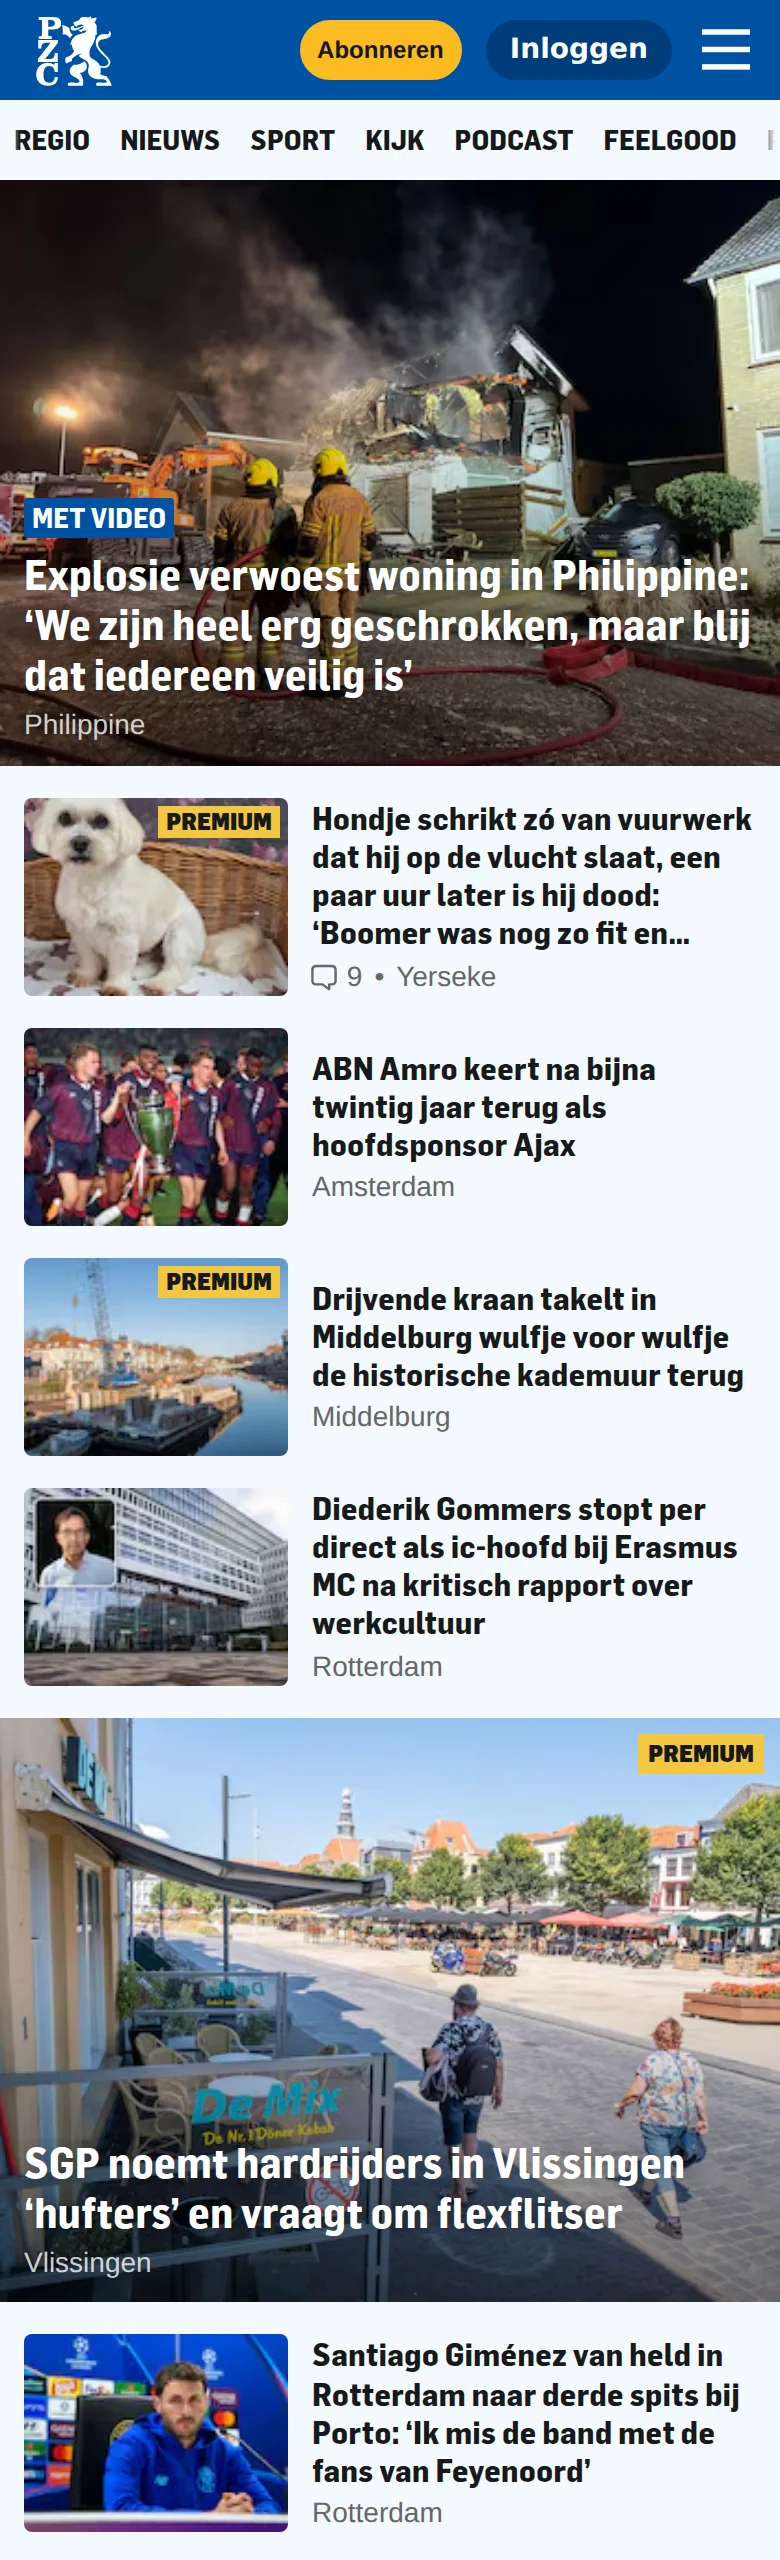 PZC
Abonneren
Inloggen
REGIO NIEUWS SPORT KIJK PODCAST FEELGOOD
MET VIDEO
Explosie verwoest woning in Philippine:
‘We zijn heel erg geschrokken, maar blij
dat iedereen veilig is’
Philippine
PREMIUM
Hondje schrikt zó van vuurwerk
dat hij op de vlucht slaat, een
paar uur later is hij dood:
‘Boomer was nog zo fit en...
9 • Yerseke
ABN Amro keert na bijna
twintig jaar terug als
hoofdsponsor Ajax
Amsterdam
PREMIUM
Drijvende kraan takelt in
Middelburg wulfje voor wulfje
de historische kademuur terug
Middelburg
Diederik Gommers stopt per
direct als ic-hoofd bij Erasmus
MC na kritisch rapport over
werkcultuur
Rotterdam
PREMIUM
De Mix
De Nr. 1 Döner Kebab
SGP noemt hardrijders in Vlissingen
‘hufters’ en vraagt om flexflitser
Vlissingen
Santiago Giménez van held in
Rotterdam naar derde spits bij
Porto: ‘Ik mis de band met de
fans van Feyenoord’
Rotterdam